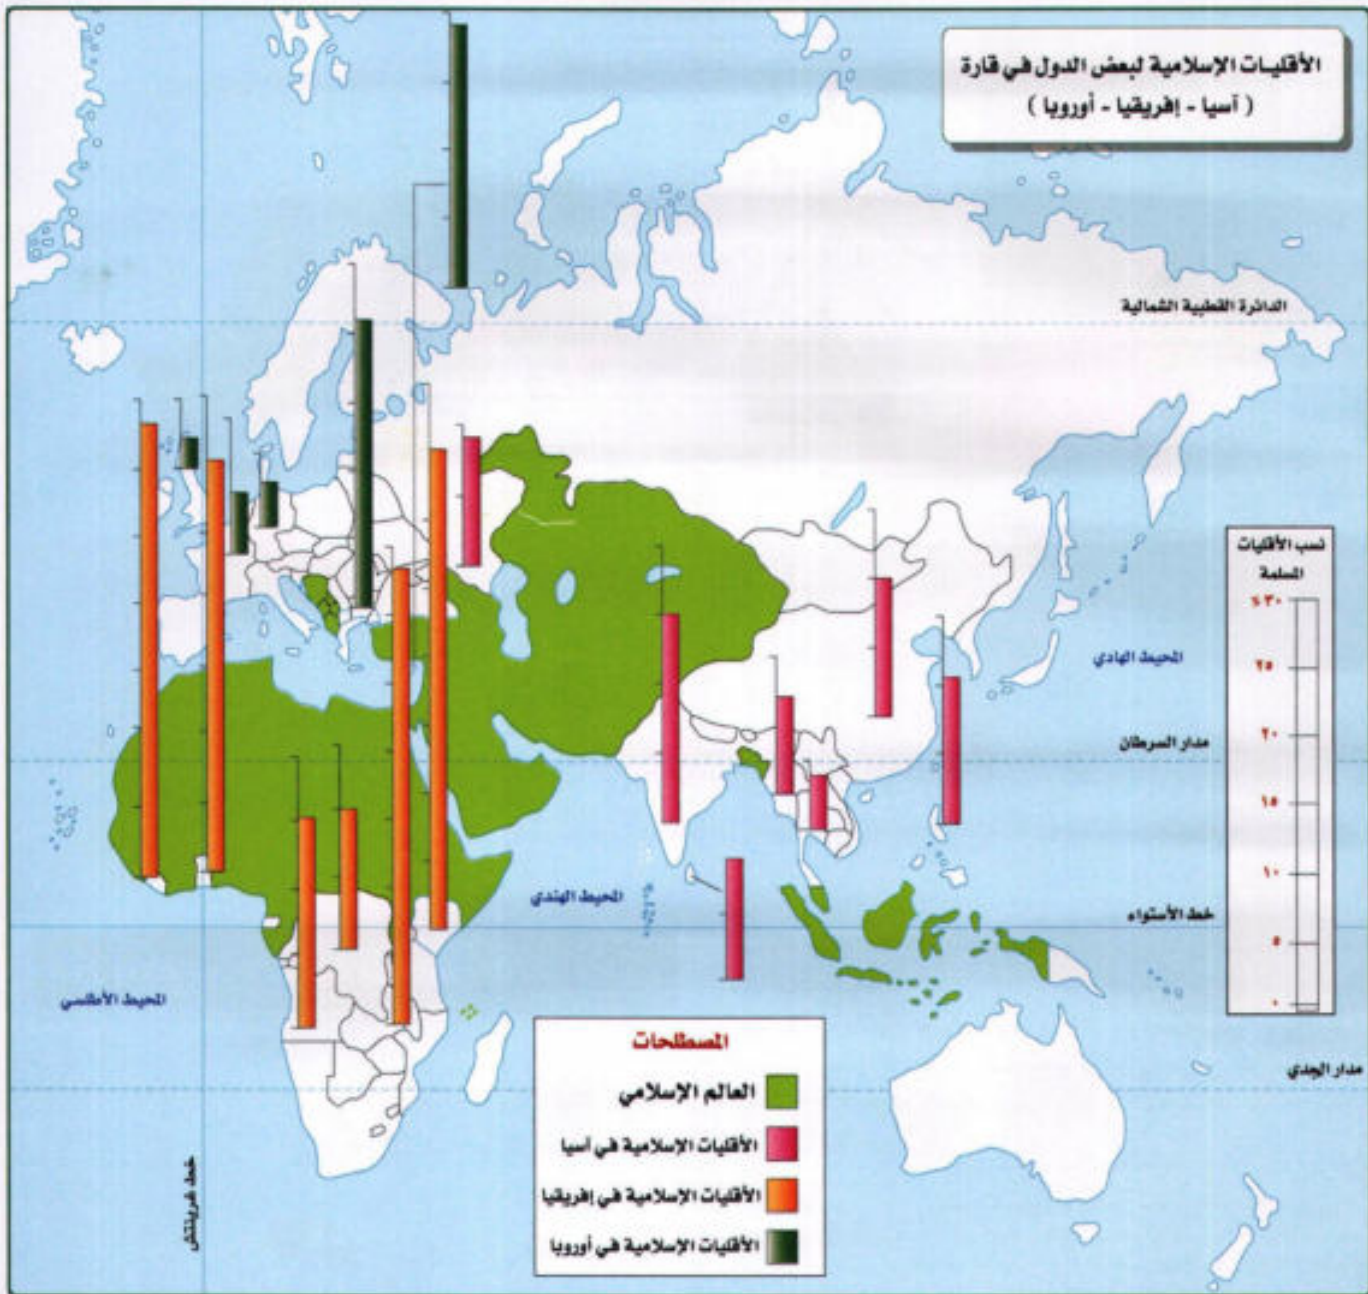 الأقليات الإسلامية لبعض الدول في قارة
( آسيا - إفريقيا - أوروبا )
الدائرة القطبية الشمالية
نسب الأقليات
المسلمة
٣٠ %
٢٥
٢٠
١٥
١٠
٥
٠
المحيط الهادي
مدار السرطان
خط الأستواء
المحيط الهندي
المحيط الأطلسي
مدار الجدي
خط غرينتش
المصطلحات
العالم الإسلامي
الأقليات الإسلامية في آسيا
الأقليات الإسلامية في إفريقيا
الأقليات الإسلامية في أوروبا